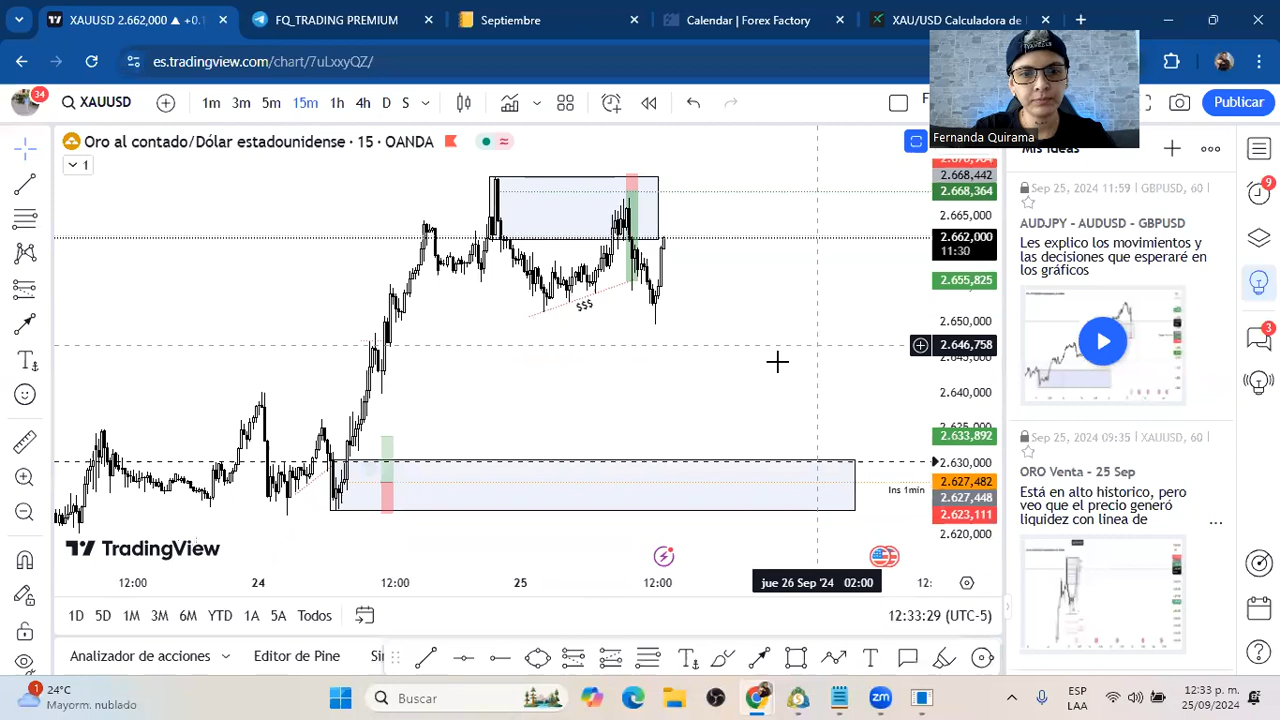 XAUUSD 2.662,000 ▲ +0.
FQ_TRADING PREMIUM
Septiembre
Calendar | Forex Factory
XAU/USD Calculadora de
es.tradingview.com/chart/7uLxxyQZ/
34
XAUUSD
1m 3m 5m 15m 1h 4h D S
Publicar
Fernanda Quirama
Oro al contado/Dólar estadounidense · 15 · OANDA
1
Mis ideas
2.668,442
2.668,364
2.665,000
2.662,000
11:30
2.655,825
2.650,000
2.646,758
2.645,000
2.640,000
2.633,892
2.630,000
2.627,482
2.627,448
2.623,111
2.620,000
$$$
Ins 1min
TradingView
12:00
24
12:00
25
12:00
jue 26 Sep '24 02:00
12:
Sep 25, 2024 11:59 | GBPUSD, 60 |
AUDJPY - AUDUSD - GBPUSD
Les explico los movimientos y
las decisiones que esperaré en
los gráficos
Sep 25, 2024 09:35 | XAUUSD, 60 |
ORO Venta - 25 Sep
Está en alto historico, pero
veo que el precio generó
liquidez con linea de
...
9
3
1D 5D 1M 3M 6M YTD 1A 5A Todos
12:33:29 (UTC-5)
Analizador de acciones
Editor de Pine
1
24°C
Mayorm. nublado
Buscar
zm
ESP
LAA
12:33 p. m.
25/09/2024